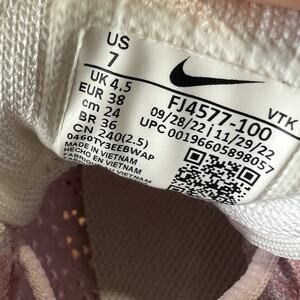 US
7
UK 4.5
EUR 38
cm 24
BR 36
CN 240(2.5)
FJ4577-100
VTK
09/28/22 | 11/29/22
UPC 00196605898057
0460TY3EEBWAP
MADE IN VIETNAM
HECHO EN VIETNAM
FABRIQUÉ AU VIETNAM